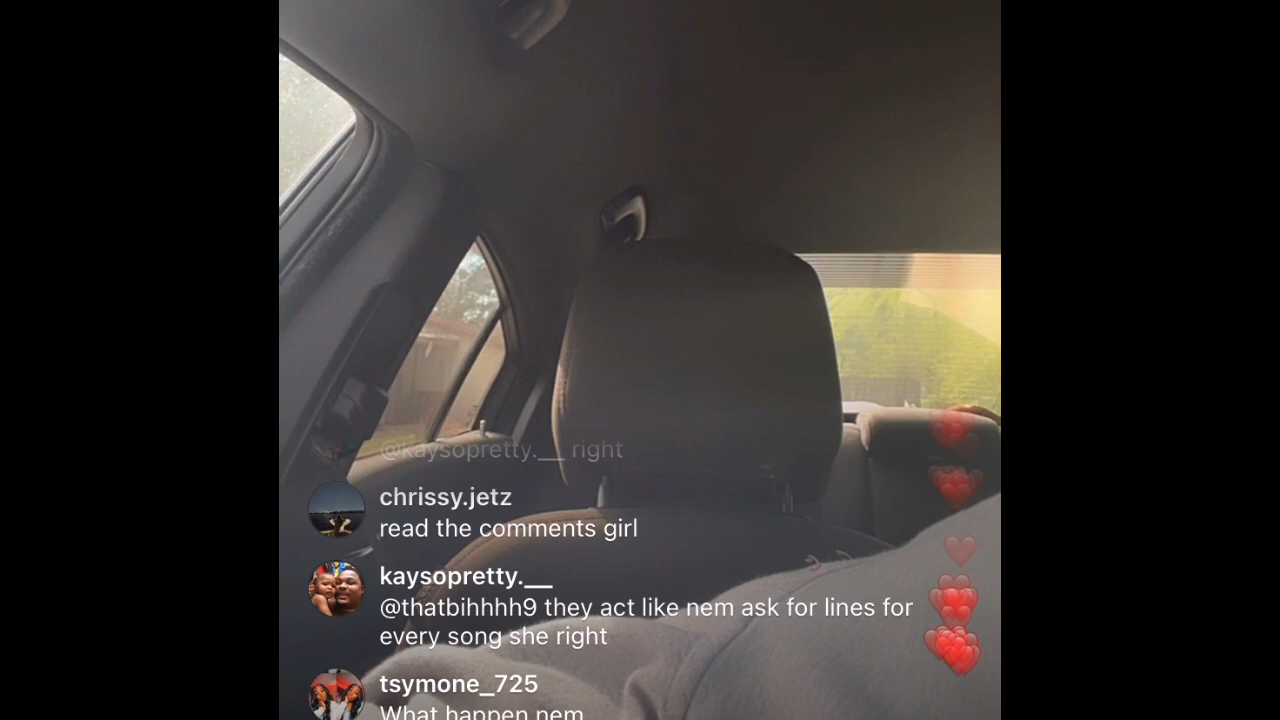 @kaysopretty.__ right
chrissy.jetz
read the comments girl
kaysopretty.__
@thatbihhhh9 they act like nem ask for lines for
every song she right
tsymone_725
What happen nem